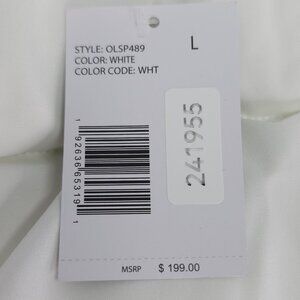 STYLE: OLSP489
L
COLOR: WHITE
COLOR CODE: WHT
241955
1 92636 65319 1
MSRP $ 199.00